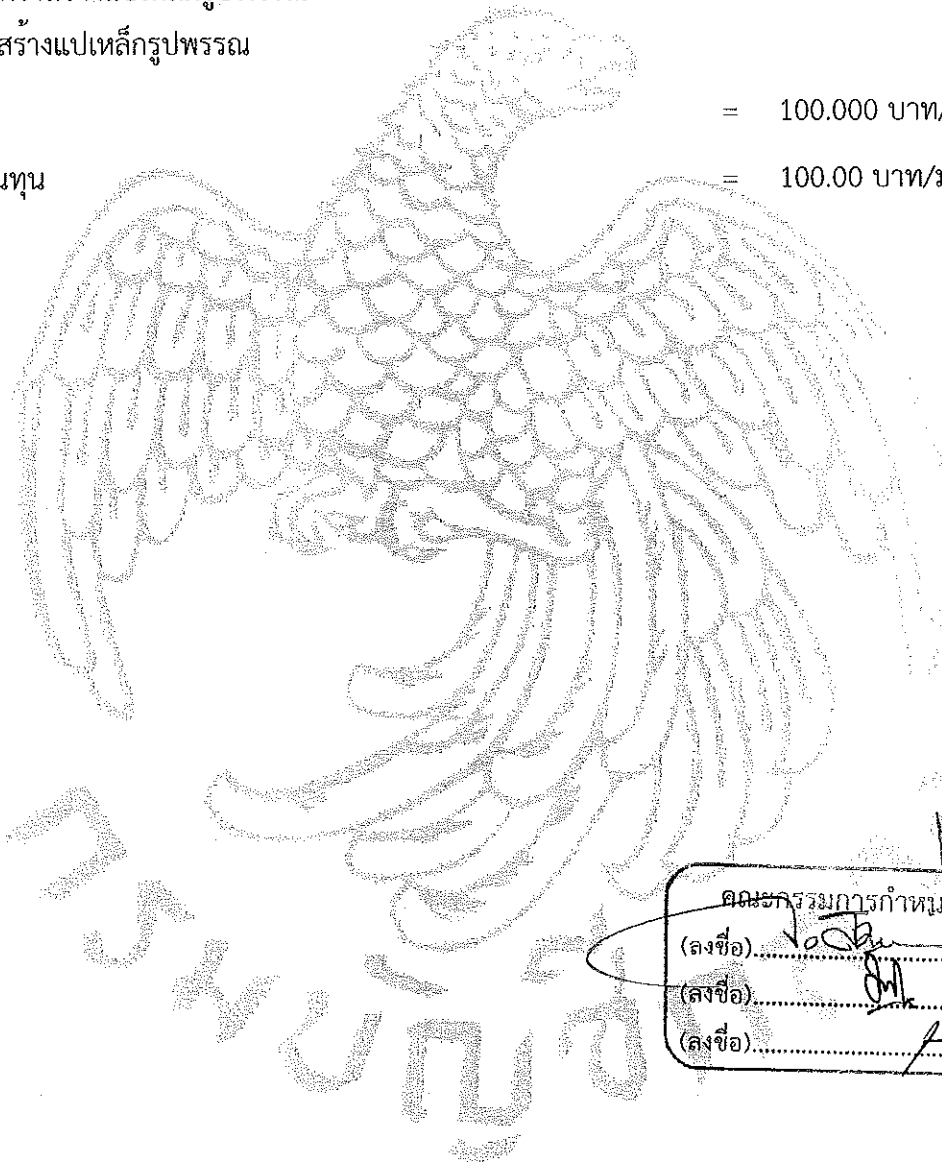 สร้างแปเหล็กรูปพรรณ
= 100.000 บาท/
นทุน = 100.00 บาท/
คณะกรรมการกำหน
(ลงชื่อ)
(ลงชื่อ)
(ลงชื่อ)